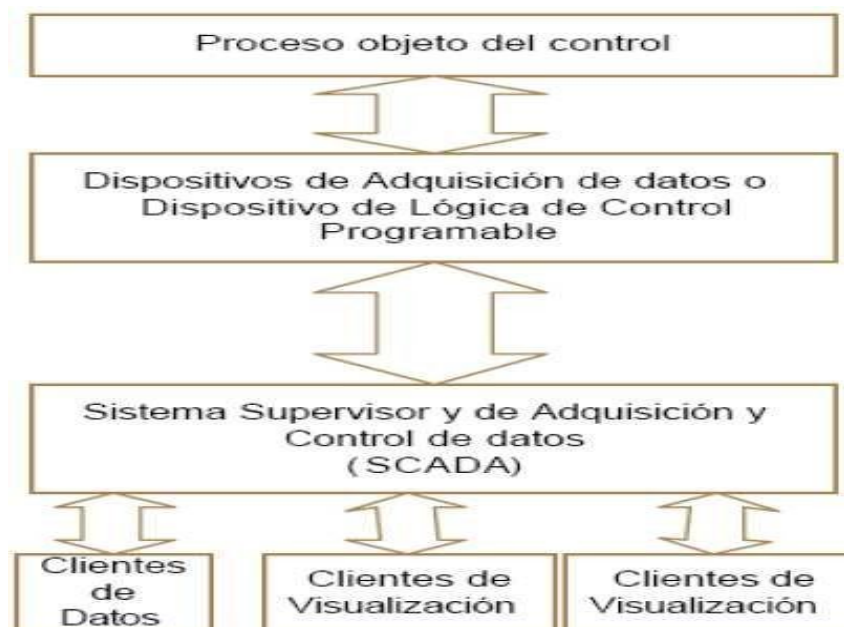 Proceso objeto del control
Dispositivos de Adquisición de datos o
Dispositivo de Lógica de Control
Programable
Sistema Supervisor y de Adquisición y
Control de datos
(SCADA)
Clientes
de
Datos
Clientes de
Visualización
Clientes de
Visualización